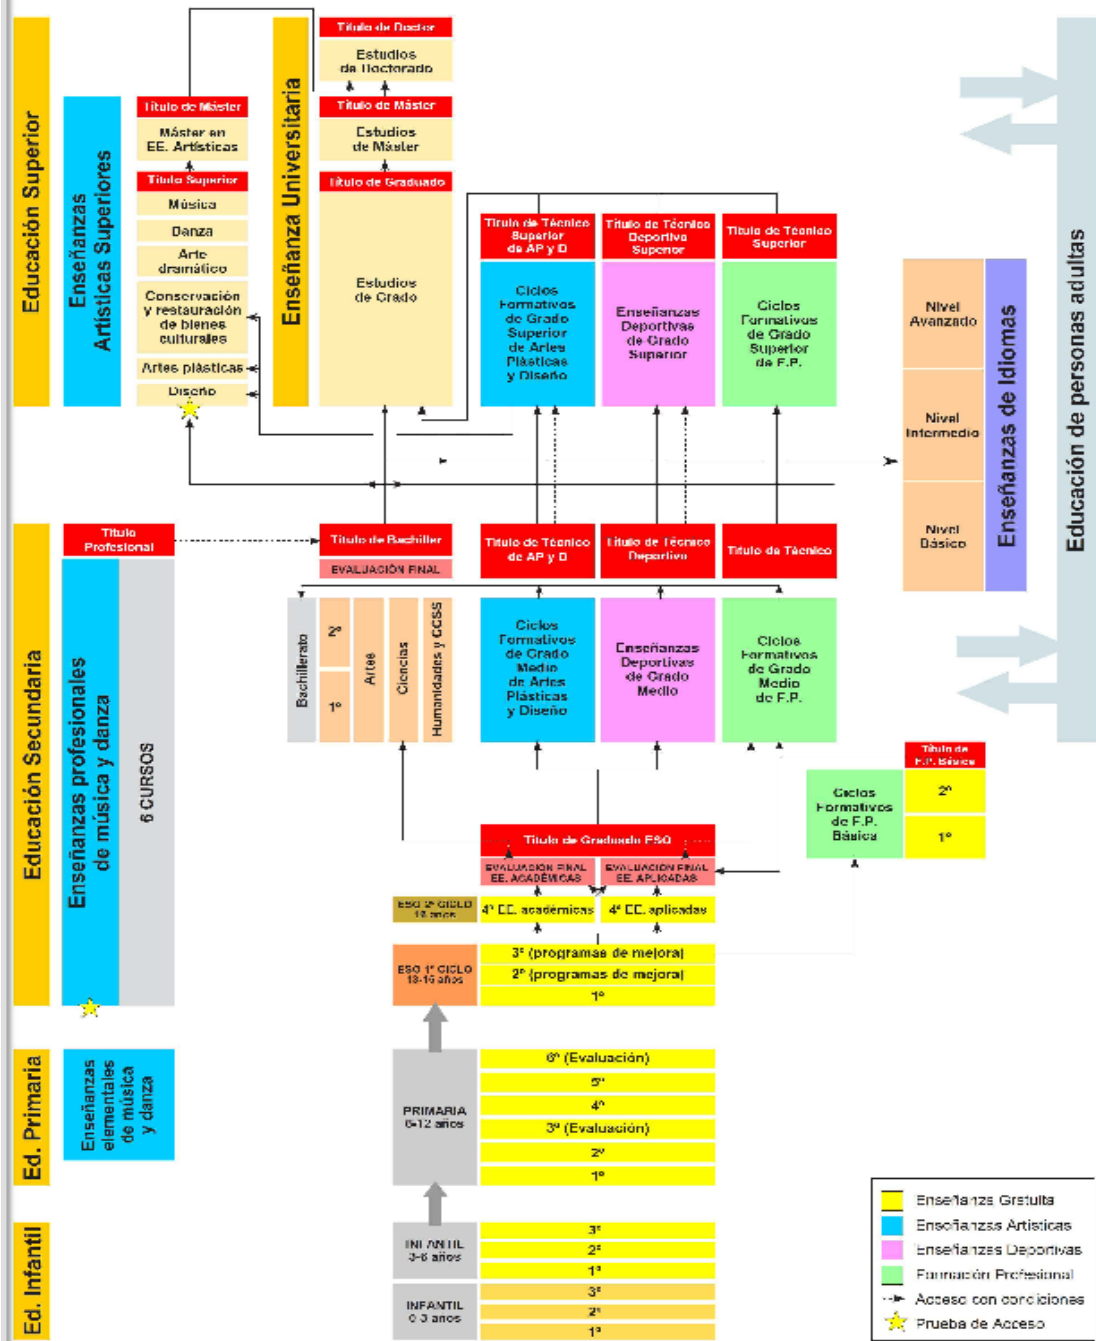 Educación Superior
Enseñanzas
Artísticas Superiores
Título de Máster
Máster en
EE. Artísticas
Título Superior
Música
Danza
Arte
dramático
Conservación
y restauración
de bienes
culturales
Artes plásticas
Diseño
Enseñanza Universitaria
Título de Doctor
Estudios
de Doctorado
Título de Máster
Estudios
de Máster
Título de Graduado
Estudios
de Grado
Título de Técnico
Superior
de AP y D
Ciclos
Formativos
de Grado
Superior
de Artes
Plásticas
y Diseño
Título de Técnico
Deportivo
Superior
Enseñanzas
Deportivas
de Grado
Superior
Título de Técnico
Superior
Ciclos
Formativos
de Grado
Superior
de F.P.
Nivel
Avanzado
Nivel
Intermedio
Nivel
Básico
Enseñanzas de Idiomas
Educación de personas adultas
Educación Secundaria
Título
Profesional
Enseñanzas profesionales
de música y danza
6 CURSOS
Título de Bachiller
EVALUACIÓN FINAL
Bachillerato
2º
1º
Artes
Ciencias
Humanidades y CCSS
Título de Técnico
de AP y D
Ciclos
Formativos
de Grado
Medio
de Artes
Plásticas
y Diseño
Título de Técnico
Deportivo
Enseñanzas
Deportivas
de Grado
Medio
Título de Técnico
Ciclos
Formativos
de Grado
Medio
de F.P.
Título de
F.P. Básica
Ciclos
Formativos
de F.P.
Básica
2º
1º
Título de Graduado ESO
EVALUACIÓN FINAL
EE. ACADÉMICAS
EVALUACIÓN FINAL
EE. APLICADAS
ESO 2º CICLO
16 años
4º EE. académicas
4º EE. aplicadas
ESO 1º CICLO
13-15 años
3º (programas de mejora)
2º (programas de mejora)
1º
Ed. Primaria
Enseñanzas
elementales
de música
y danza
PRIMARIA
6-12 años
6º (Evaluación)
5º
4º
3º (Evaluación)
2º
1º
Ed. Infantil
INFANTIL
3-6 años
3º
2º
1º
INFANTIL
0-3 años
3º
2º
1º
Enseñanza Gratuita
Enseñanzas Artísticas
Enseñanzas Deportivas
Formación Profesional
Acceso con condiciones
Prueba de Acceso